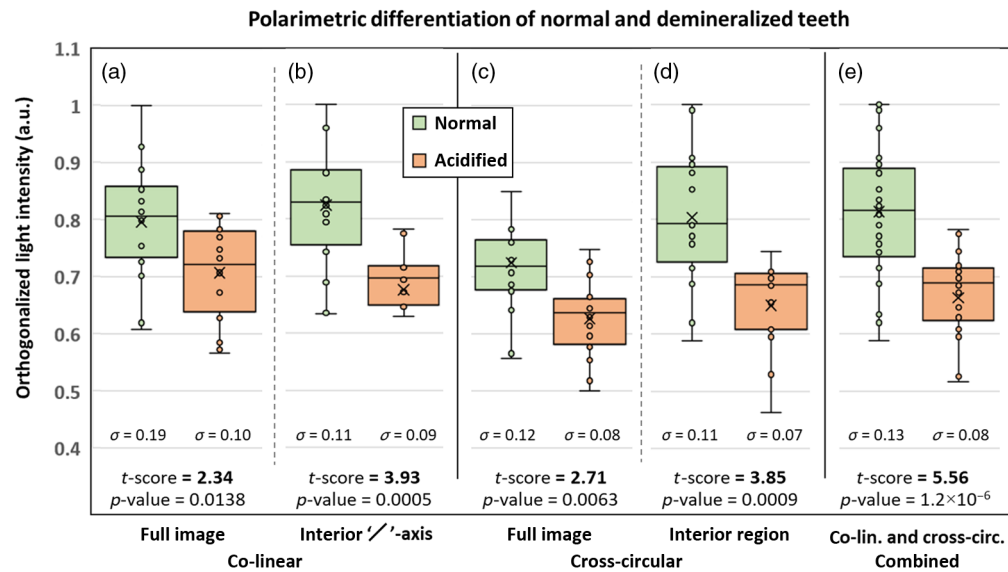 Polarimetric differentiation of normal and demineralized teeth
Orthogonalized light intensity (a.u.)
1.1
1
0.9
0.8
0.7
0.6
0.5
0.4
(a)
(b)
(c)
(d)
(e)
Normal
Acidified
σ = 0.19 σ = 0.10
σ = 0.11 σ = 0.09
σ = 0.12 σ = 0.08
σ = 0.11 σ = 0.07
σ = 0.13 σ = 0.08
t-score = 2.34
p-value = 0.0138
t-score = 3.93
p-value = 0.0005
t-score = 2.71
p-value = 0.0063
t-score = 3.85
p-value = 0.0009
t-score = 5.56
p-value = 1.2×10⁻⁶
Full image
Interior ‘／’-axis
Co-linear
Full image
Interior region
Cross-circular
Co-lin. and cross-circ.
Combined